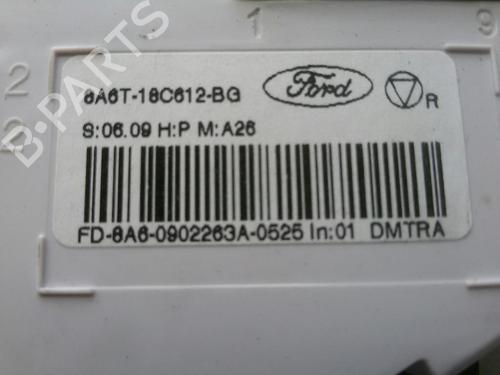 1 9
2
8A6T-18C612-BG
Ford
R
S:06.09 H:P M:A26
FD-8A6-0902263A-0525 In:01 DMTRA
B-PARTS